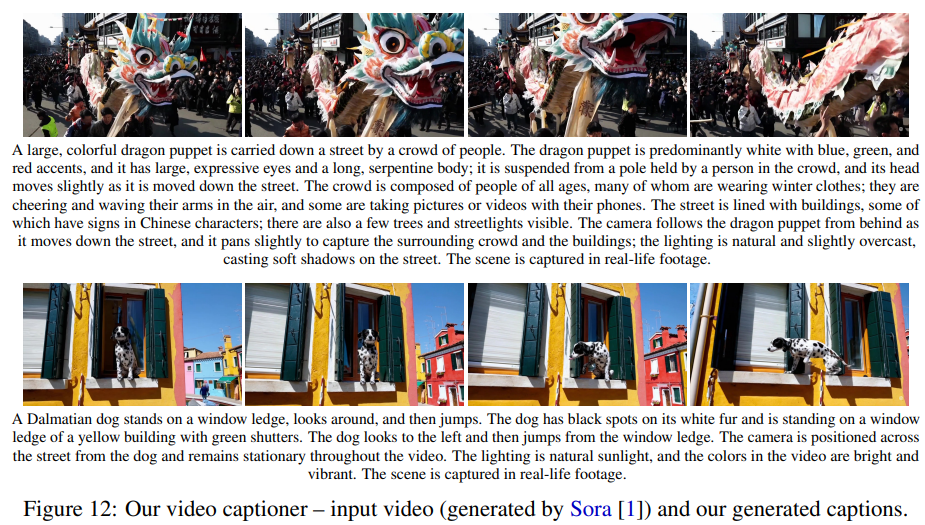 A large, colorful dragon puppet is carried down a street by a crowd of people. The dragon puppet is predominantly white with blue, green, and
red accents, and it has large, expressive eyes and a long, serpentine body; it is suspended from a pole held by a person in the crowd, and its head
moves slightly as it is moved down the street. The crowd is composed of people of all ages, many of whom are wearing winter clothes; they are
cheering and waving their arms in the air, and some are taking pictures or videos with their phones. The street is lined with buildings, some of
which have signs in Chinese characters; there are also a few trees and streetlights visible. The camera follows the dragon puppet from behind as
it moves down the street, and it pans slightly to capture the surrounding crowd and the buildings; the lighting is natural and slightly overcast,
casting soft shadows on the street. The scene is captured in real-life footage.
A Dalmatian dog stands on a window ledge, looks around, and then jumps. The dog has black spots on its white fur and is standing on a window
ledge of a yellow building with green shutters. The dog looks to the left and then jumps from the window ledge. The camera is positioned across
the street from the dog and remains stationary throughout the video. The lighting is natural sunlight, and the colors in the video are bright and
vibrant. The scene is captured in real-life footage.
Figure 12: Our video captioner – input video (generated by Sora [1]) and our generated captions.